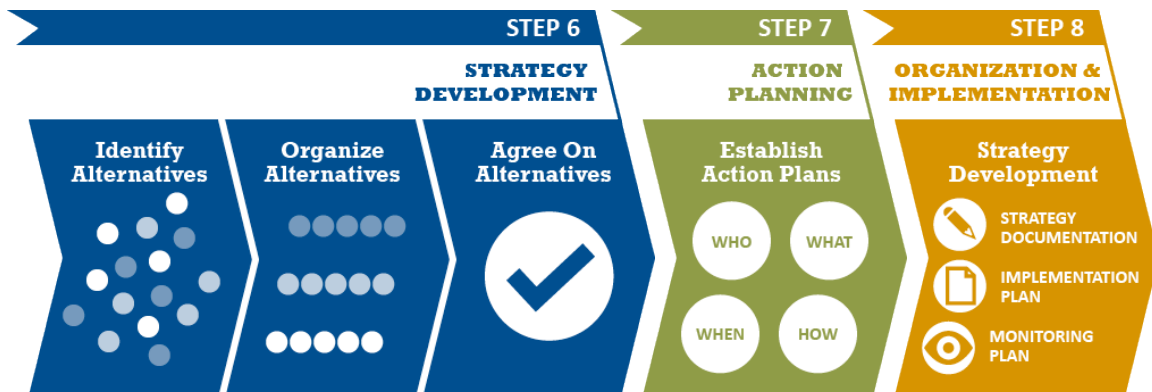 STEP 6
STRATEGY
DEVELOPMENT
Identify
Alternatives
Organize
Alternatives
Agree On
Alternatives
STEP 7
ACTION
PLANNING
Establish
Action Plans
WHO
WHAT
WHEN
HOW
STEP 8
ORGANIZATION &
IMPLEMENTATION
Strategy
Development
STRATEGY
DOCUMENTATION
IMPLEMENTATION
PLAN
MONITORING
PLAN